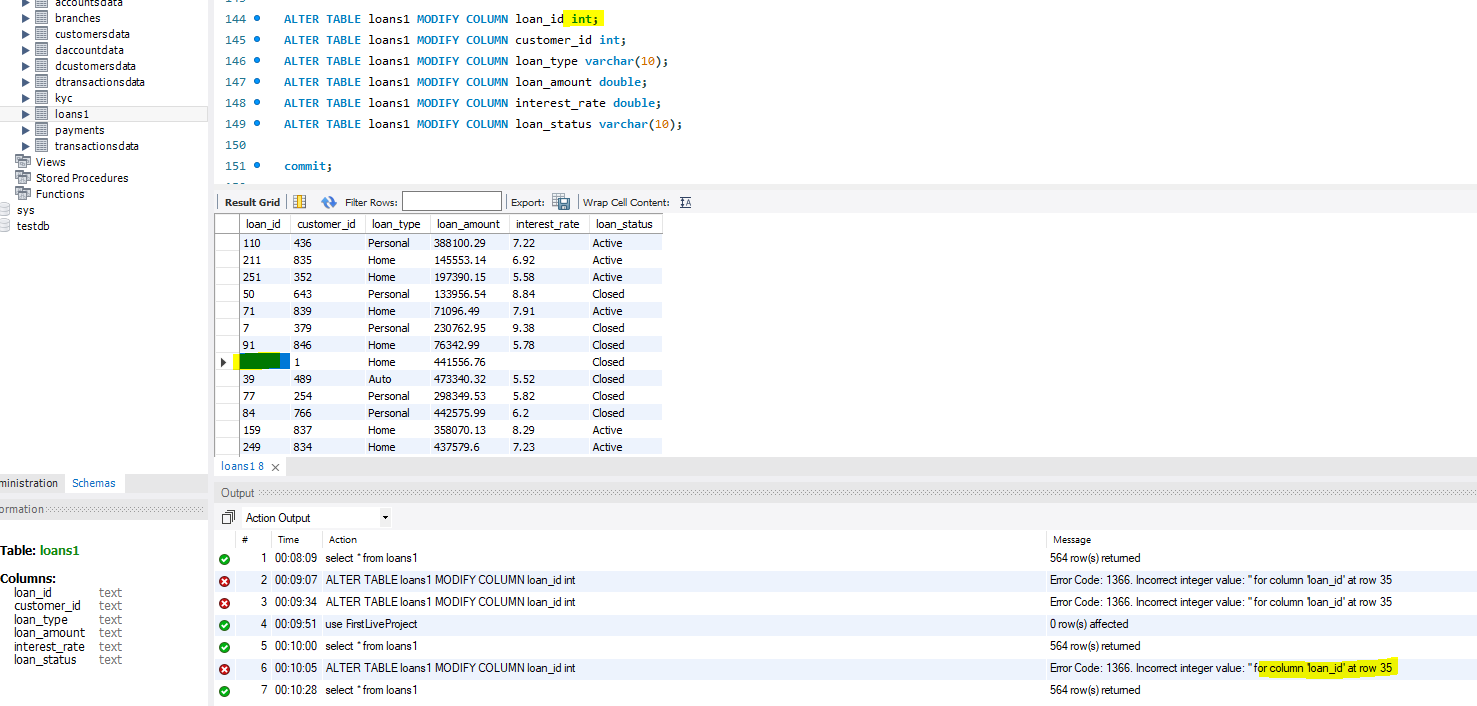 accountsdata
branches
customersdata
daccountdata
dcustomersdata
dtransactionsdata
kyc
loans1
payments
transactionsdata
Views
Stored Procedures
Functions
sys
testdb
ministration Schemas
ormation
Table: loans1
Columns:
loan_id text
customer_id text
loan_type text
loan_amount text
interest_rate text
loan_status text
144 ALTER TABLE loans1 MODIFY COLUMN loan_id int;
145 ALTER TABLE loans1 MODIFY COLUMN customer_id int;
146 ALTER TABLE loans1 MODIFY COLUMN loan_type varchar(10);
147 ALTER TABLE loans1 MODIFY COLUMN loan_amount double;
148 ALTER TABLE loans1 MODIFY COLUMN interest_rate double;
149 ALTER TABLE loans1 MODIFY COLUMN loan_status varchar(10);
150
151 commit;
Result Grid Filter Rows: Export: Wrap Cell Content:
loan_id customer_id loan_type loan_amount interest_rate loan_status
110 436 Personal 388100.29 7.22 Active
211 835 Home 145553.14 6.92 Active
251 352 Home 197390.15 5.58 Active
50 643 Personal 133956.54 8.84 Closed
71 839 Home 71096.49 7.91 Active
7 379 Personal 230762.95 9.38 Closed
91 846 Home 76342.99 5.78 Closed
1 Home 441556.76 Closed
39 489 Auto 473340.32 5.52 Closed
77 254 Personal 298349.53 5.82 Closed
84 766 Personal 442575.99 6.2 Closed
159 837 Home 358070.13 8.29 Active
249 834 Home 437579.6 7.23 Active
loans1 8
Output
Action Output
# Time Action Message
1 00:08:09 select * from loans1 564 row(s) returned
2 00:09:07 ALTER TABLE loans1 MODIFY COLUMN loan_id int Error Code: 1366. Incorrect integer value: '' for column 'loan_id' at row 35
3 00:09:34 ALTER TABLE loans1 MODIFY COLUMN loan_id int Error Code: 1366. Incorrect integer value: '' for column 'loan_id' at row 35
4 00:09:51 use FirstLiveProject 0 row(s) affected
5 00:10:00 select * from loans1 564 row(s) returned
6 00:10:05 ALTER TABLE loans1 MODIFY COLUMN loan_id int Error Code: 1366. Incorrect integer value: '' for column 'loan_id' at row 35
7 00:10:28 select * from loans1 564 row(s) returned